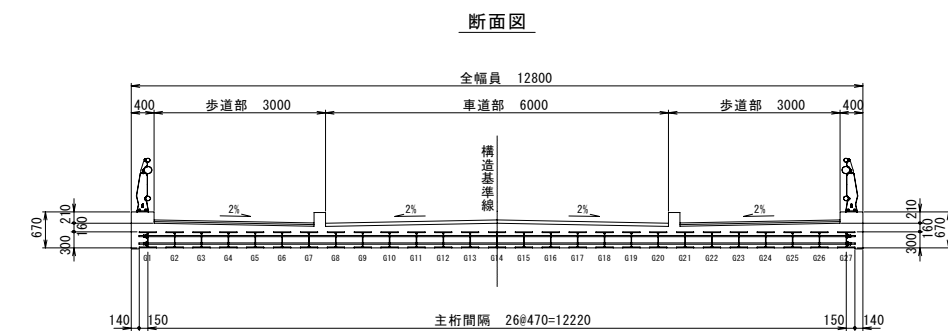 断面図
全幅員 12800
400 歩道部 3000 車道部 6000 歩道部 3000 400
構造基準線
2% 2% 2% 2%
670 210 160 300
210 160 300 670
G1 G2 G3 G4 G5 G6 G7 G8 G9 G10 G11 G12 G13 G14 G15 G16 G17 G18 G19 G20 G21 G22 G23 G24 G25 G26 G27
140 150 主桁間隔 26@470=12220 150 140